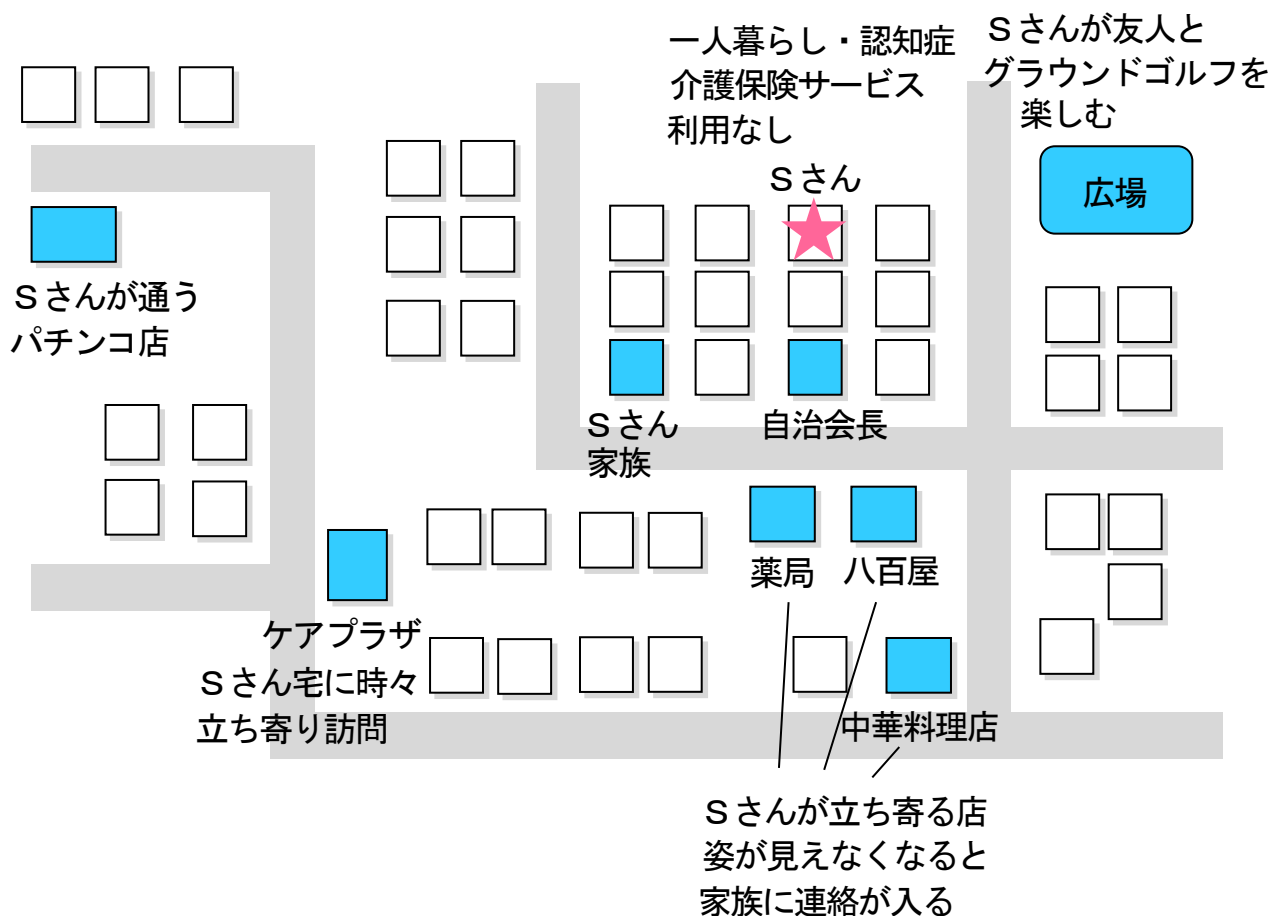 一人暮らし・認知症
介護保険サービス
利用なし
Ｓさん
Ｓさんが友人と
グラウンドゴルフを
楽しむ
広場
Ｓさんが通う
パチンコ店
Ｓさん
家族
自治会長
薬局
八百屋
ケアプラザ
Ｓさん宅に時々
立ち寄り訪問
中華料理店
Ｓさんが立ち寄る店
姿が見えなくなると
家族に連絡が入る